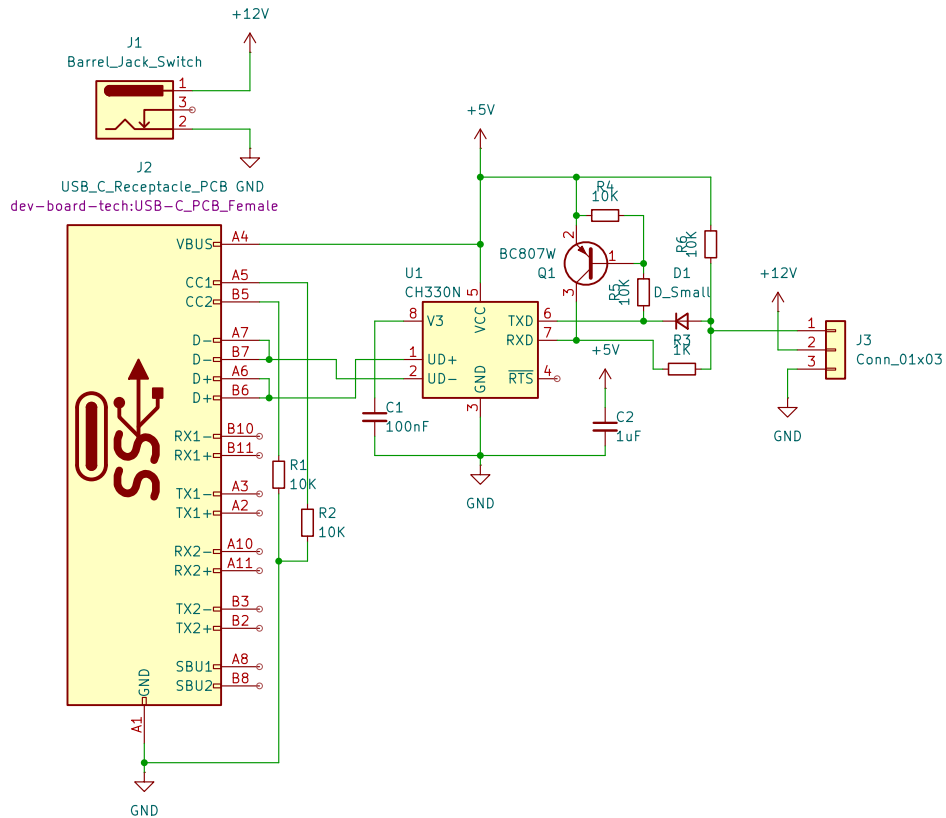 +12V
J1
Barrel_Jack_Switch
1
3
2
J2
USB_C_Receptacle_PCB GND
dev-board-tech:USB-C_PCB_Female
VBUS A4
CC1 A5
CC2 B5
D- A7
D- B7
D+ A6
D+ B6
RX1- B10
RX1+ B11
TX1- A3
TX1+ A2
RX2- A10
RX2+ A11
TX2- B3
TX2+ B2
SBU1 A8
SBU2 B8
GND
A1
GND
SS
R1
10K
R2
10K
C1
100nF
+5V
U1
CH330N
8 V3
1 UD+
2 UD-
5
VCC
GND
3
TXD 6
RXD 7
RTS 4
GND
+5V
C2
1uF
BC807W
Q1
2
1
3
R4
10K
R5
10K
D1
D_Small
R3
1K
R6
10K
+12V
1
2
3
J3
Conn_01x03
GND